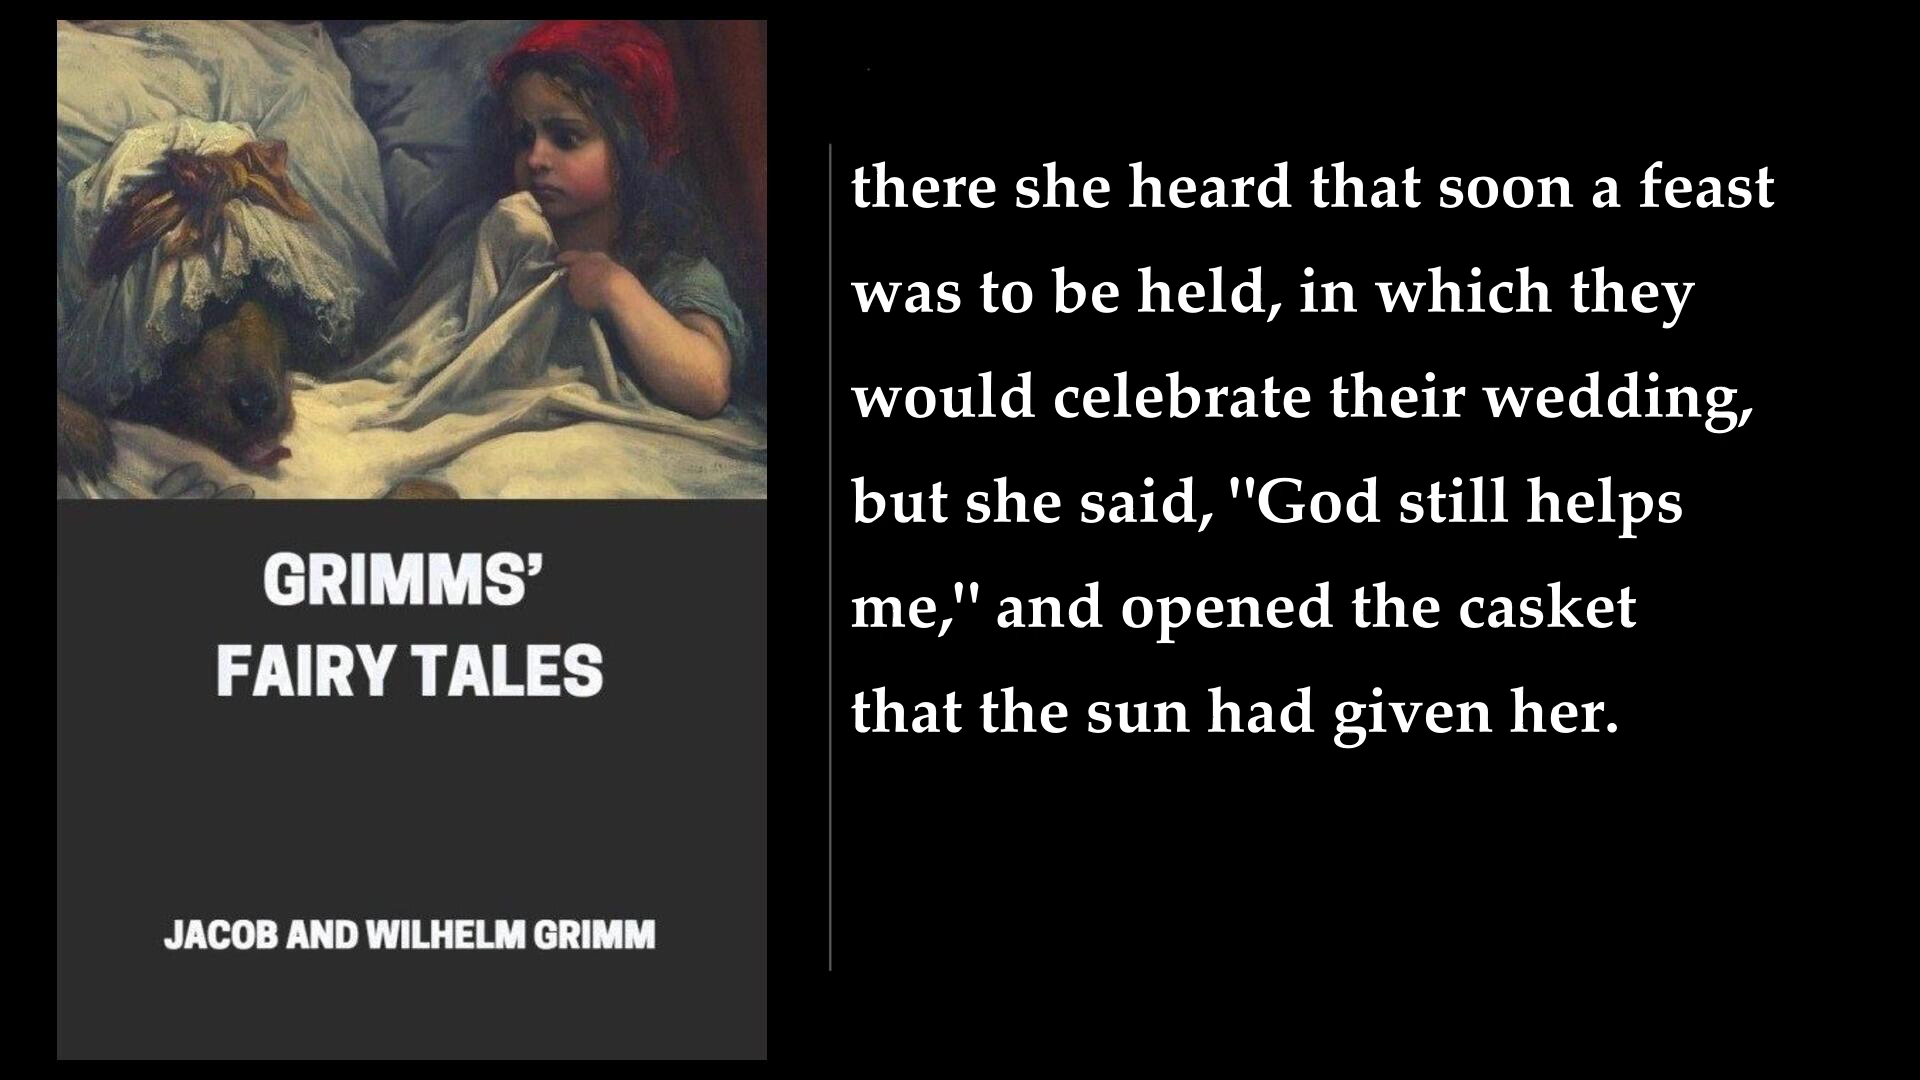 GRIMMS’
FAIRY TALES
JACOB AND WILHELM GRIMM
there she heard that soon a feast
was to be held, in which they
would celebrate their wedding,
but she said, "God still helps
me," and opened the casket
that the sun had given her.